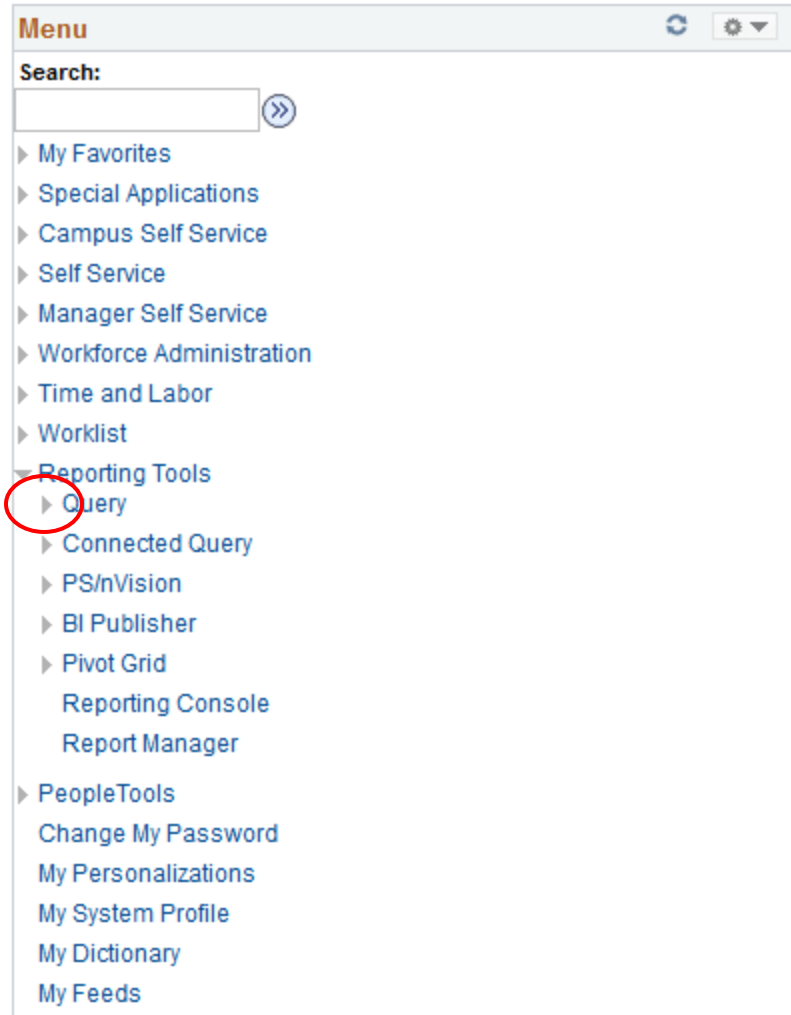 Menu
Search:
My Favorites
Special Applications
Campus Self Service
Self Service
Manager Self Service
Workforce Administration
Time and Labor
Worklist
Reporting Tools
Query
Connected Query
PS/nVision
BI Publisher
Pivot Grid
Reporting Console
Report Manager
PeopleTools
Change My Password
My Personalizations
My System Profile
My Dictionary
My Feeds